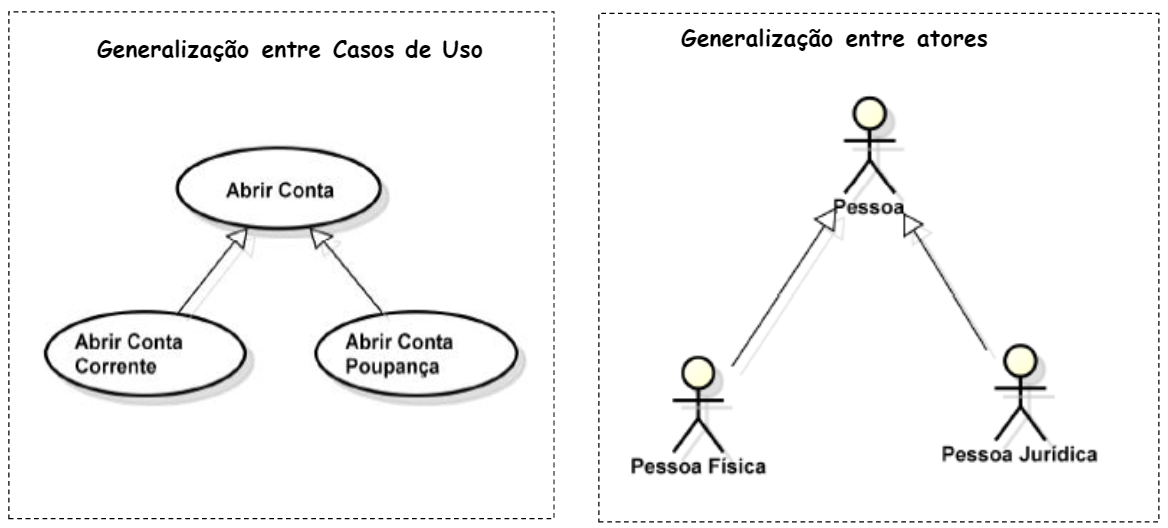 Generalização entre Casos de Uso
Abrir Conta
Abrir Conta
Corrente
Abrir Conta
Poupança
Generalização entre atores
Pessoa
Pessoa Física
Pessoa Jurídica